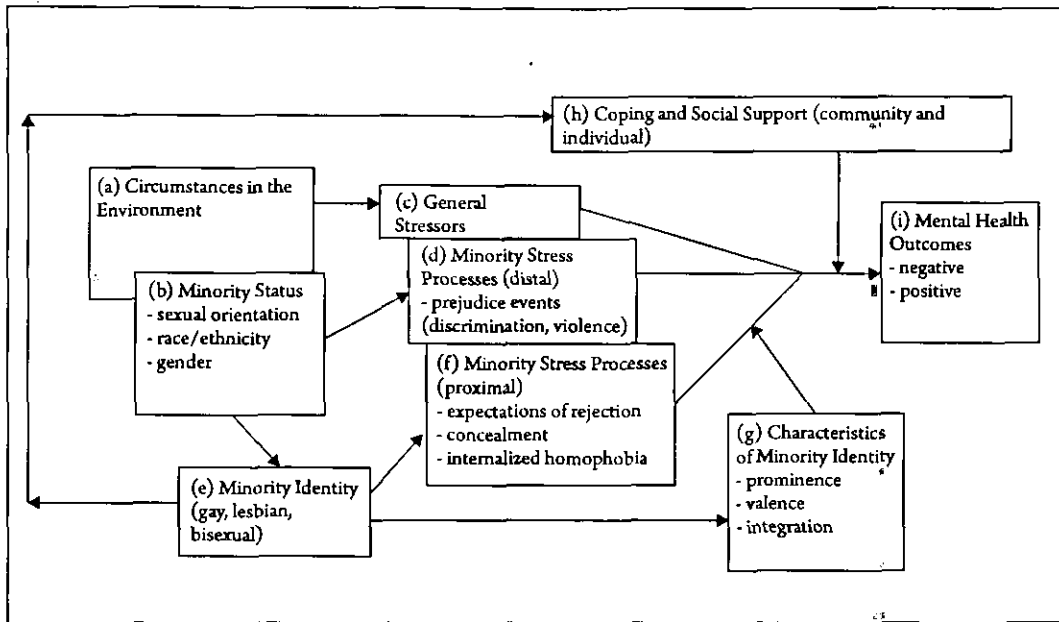 (h) Coping and Social Support (community and
individual)
(a) Circumstances in the
Environment
(c) General
Stressors
(i) Mental Health
Outcomes
- negative
- positive
(d) Minority Stress
Processes (distal)
- prejudice events
(discrimination, violence)
(b) Minority Status
- sexual orientation
- race/ethnicity
- gender
(f) Minority Stress Processes
(proximal)
- expectations of rejection
- concealment
- internalized homophobia
(g) Characteristics
of Minority Identity
- prominence
- valence
- integration
(e) Minority Identity
(gay, lesbian,
bisexual)